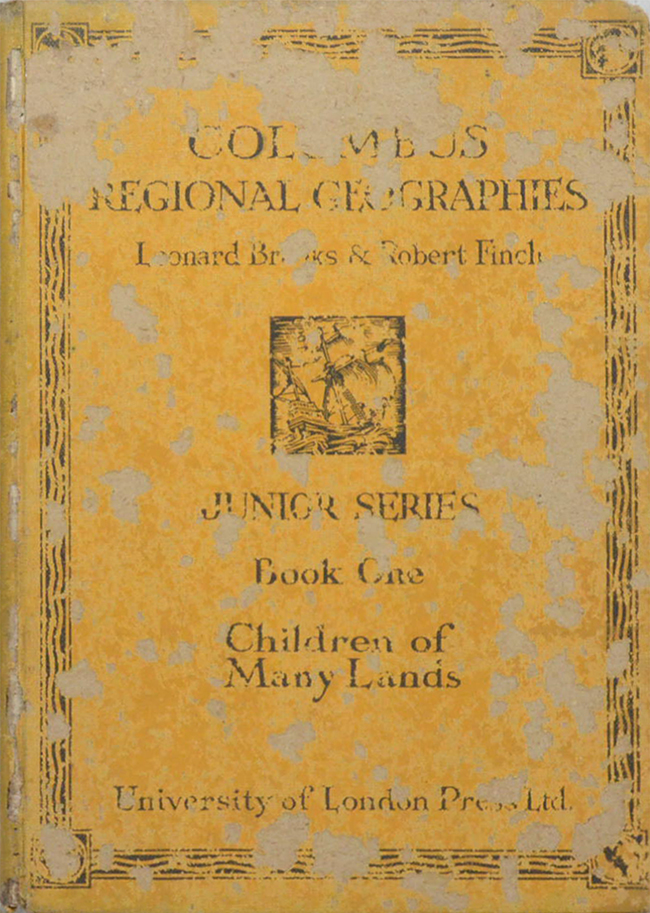 COLUMBUS
REGIONAL GEOGRAPHIES
Leonard Brooks & Robert Finch
JUNIOR SERIES
Book One
Children of
Many Lands
University of London Press Ltd.